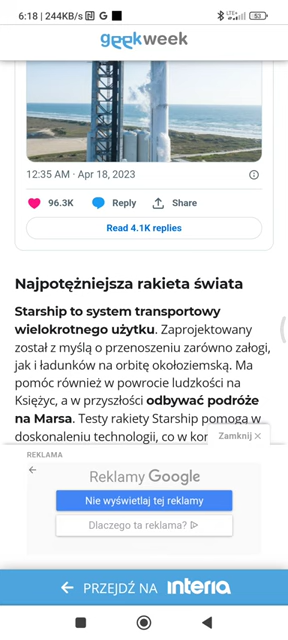 6:18 | 244KB/s
LTE+
53
geekweek
12:35 AM · Apr 18, 2023
96.3K Reply Share
Read 4.1K replies
Najpotężniejsza rakieta świata
Starship to system transportowy
wielokrotnego użytku. Zaprojektowany
został z myślą o przenoszeniu zarówno załogi,
jak i ładunków na orbitę okołoziemską. Ma
pomóc również w powrocie ludzkości na
Księżyc, a w przyszłości odbywać podróże
na Marsa. Testy rakiety Starship pomogą w
doskonaleniu technologii, co w
Zamknij ×
REKLAMA
Reklamy Google
Nie wyświetlaj tej reklamy
Dlaczego ta reklama?
PRZEJDŹ NA interia